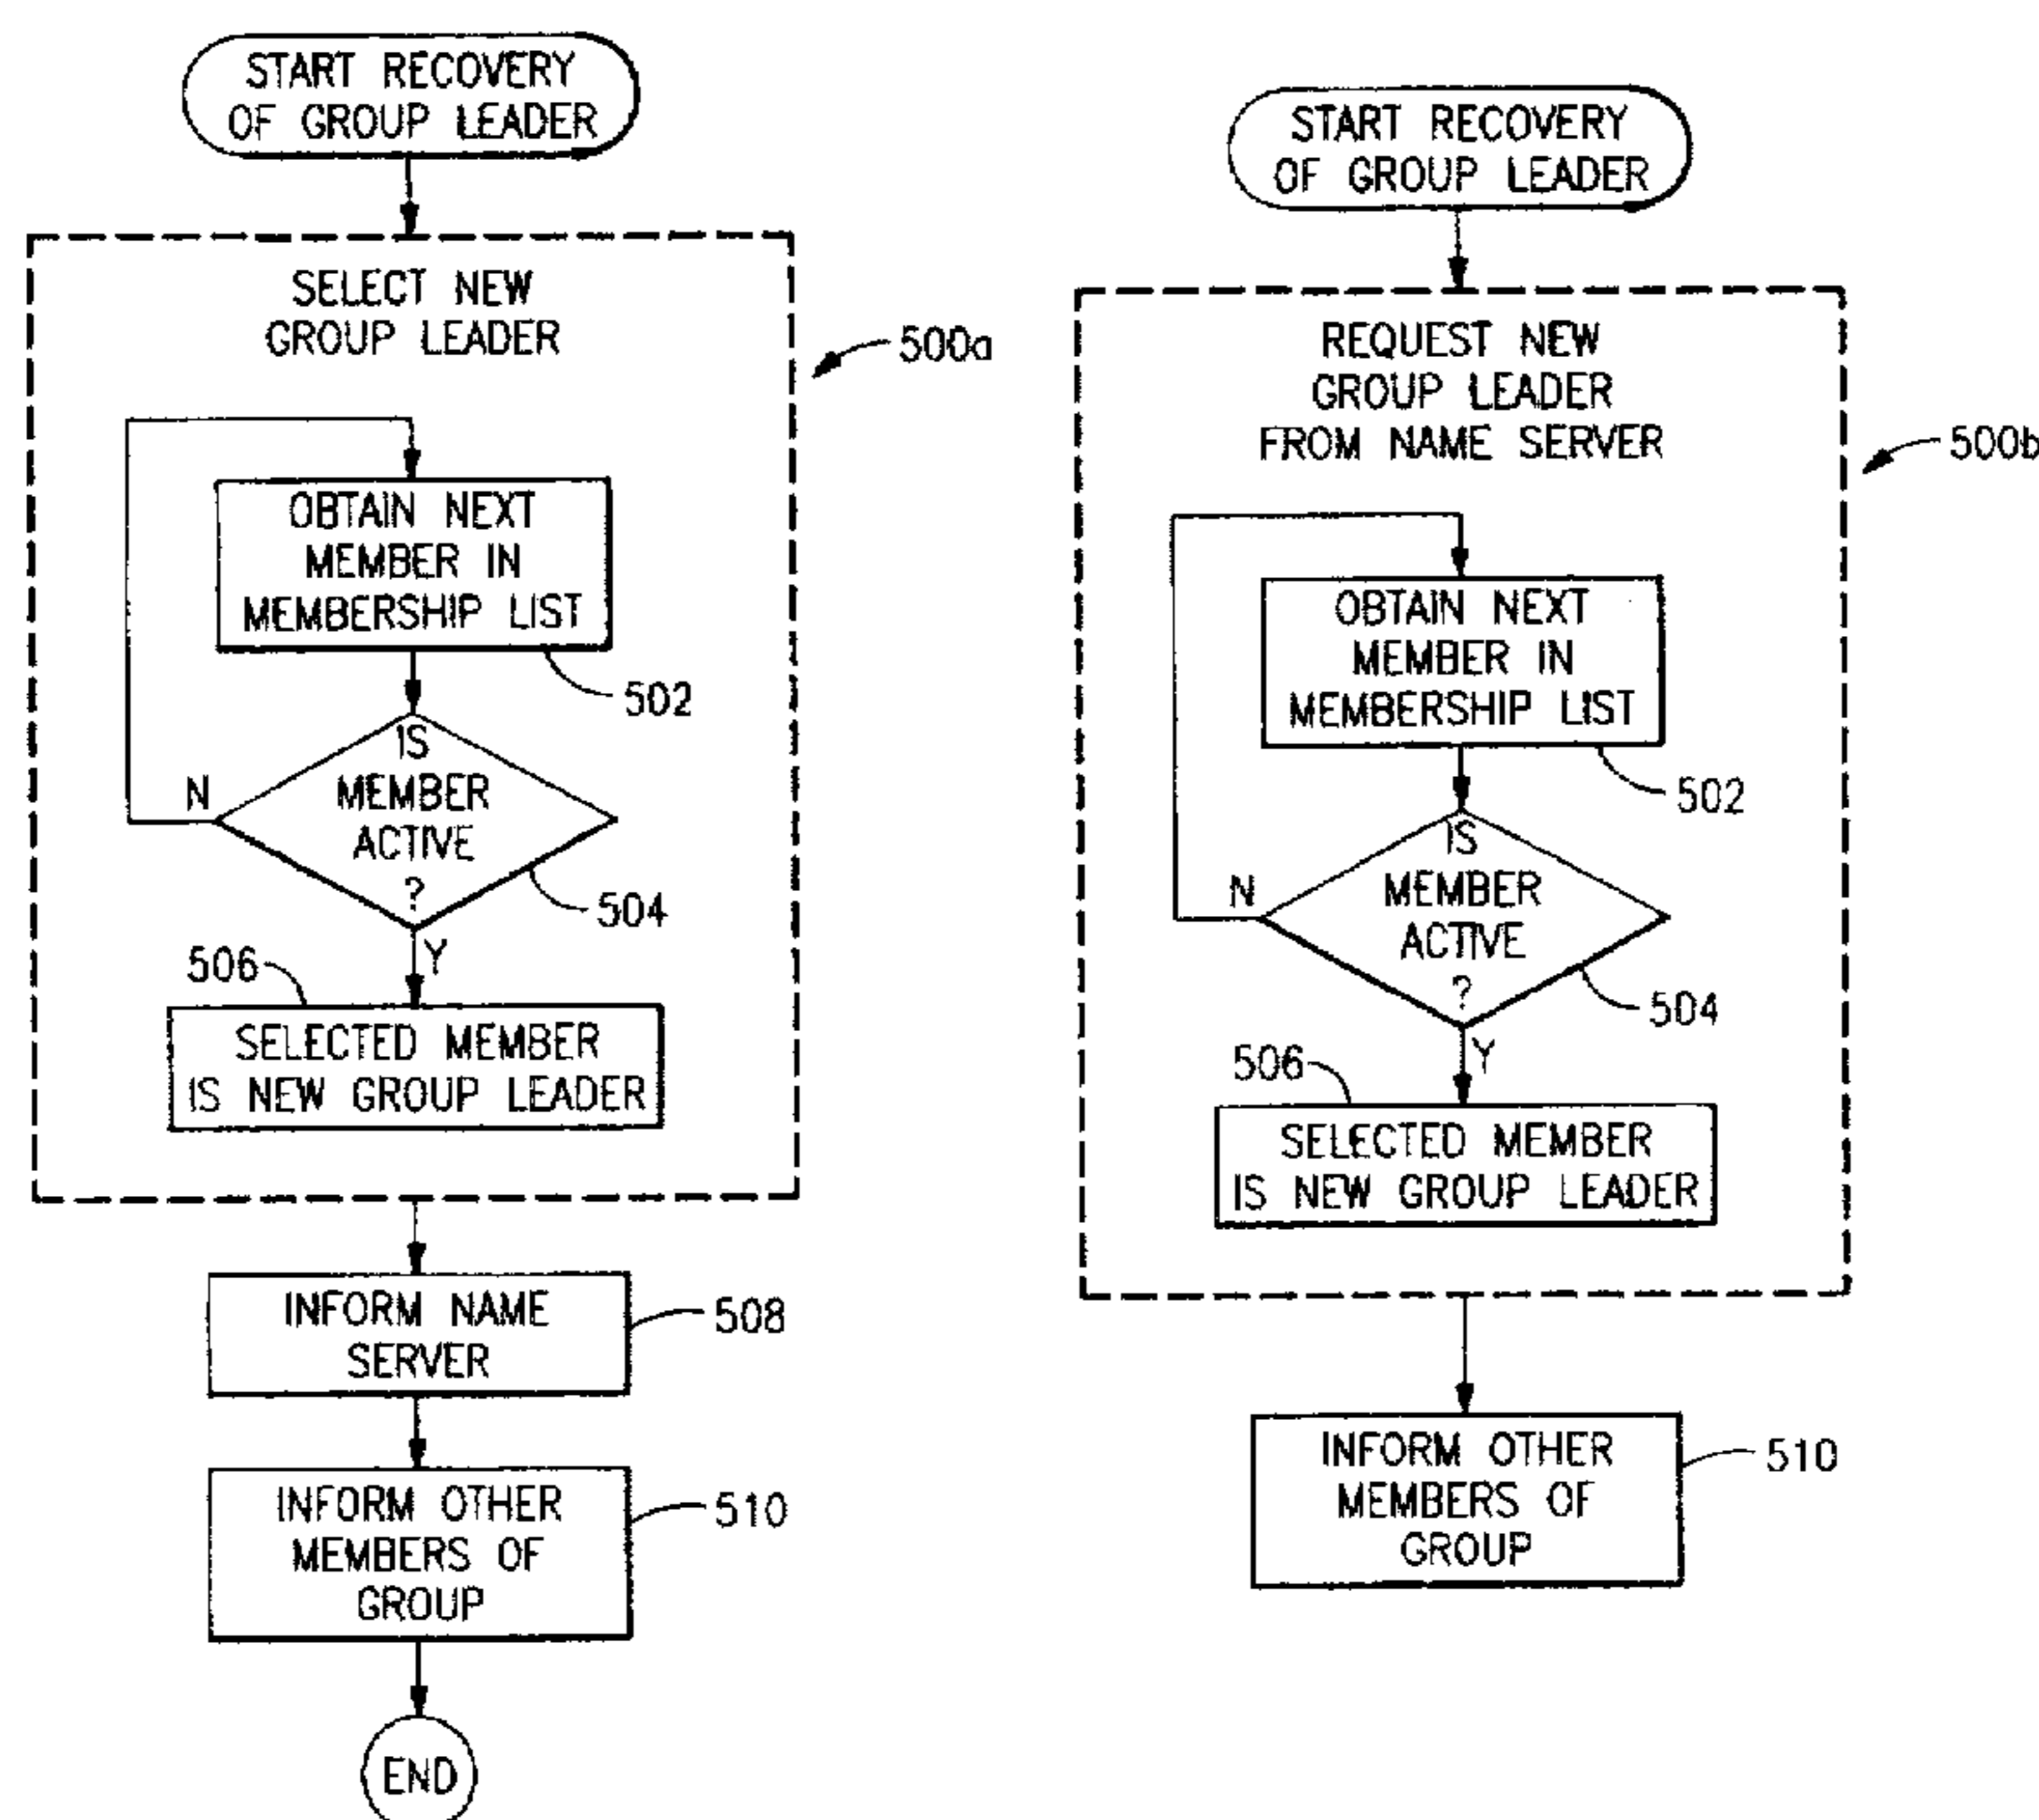 START RECOVERY
OF GROUP LEADER
SELECT NEW
GROUP LEADER
500a
OBTAIN NEXT
MEMBER IN
MEMBERSHIP LIST
502
IS
MEMBER
ACTIVE
?
N
504
Y
506
SELECTED MEMBER
IS NEW GROUP LEADER
INFORM NAME
SERVER
508
INFORM OTHER
MEMBERS OF
GROUP
510
END
START RECOVERY
OF GROUP LEADER
REQUEST NEW
GROUP LEADER
FROM NAME SERVER
500b
OBTAIN NEXT
MEMBER IN
MEMBERSHIP LIST
502
IS
MEMBER
ACTIVE
?
N
504
Y
506
SELECTED MEMBER
IS NEW GROUP LEADER
INFORM OTHER
MEMBERS OF
GROUP
510